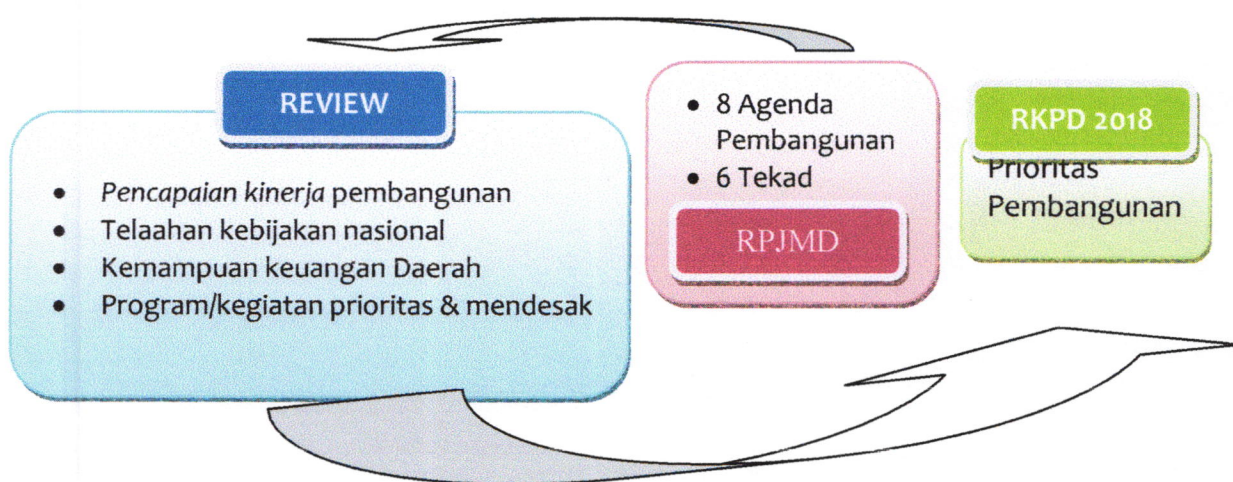 REVIEW
• Pencapaian kinerja pembangunan
• Telaahan kebijakan nasional
• Kemampuan keuangan Daerah
• Program/kegiatan prioritas & mendesak
• 8 Agenda
Pembangunan
• 6 Tekad
RPJMD
RKPD 2018
Prioritas
Pembangunan